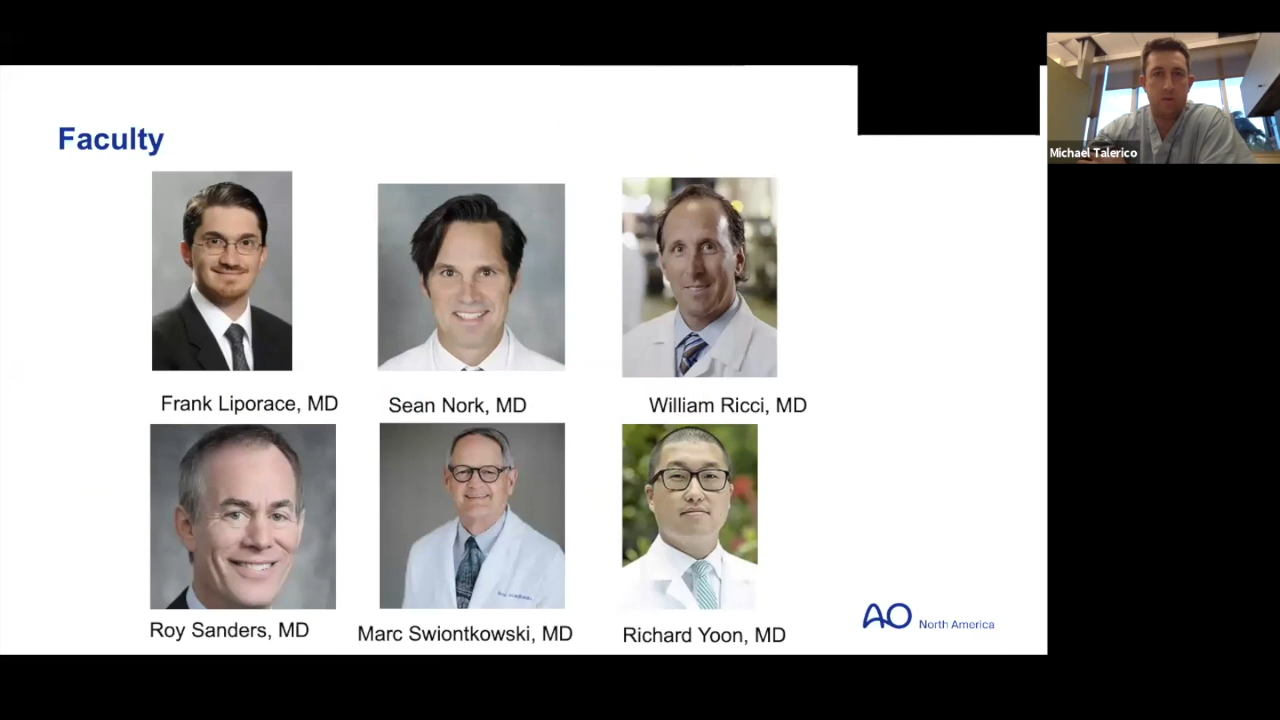 Faculty
Michael Talerico
Frank Liporace, MD
Sean Nork, MD
William Ricci, MD
Roy Sanders, MD
Marc Swiontkowski, MD
Richard Yoon, MD
AO North America